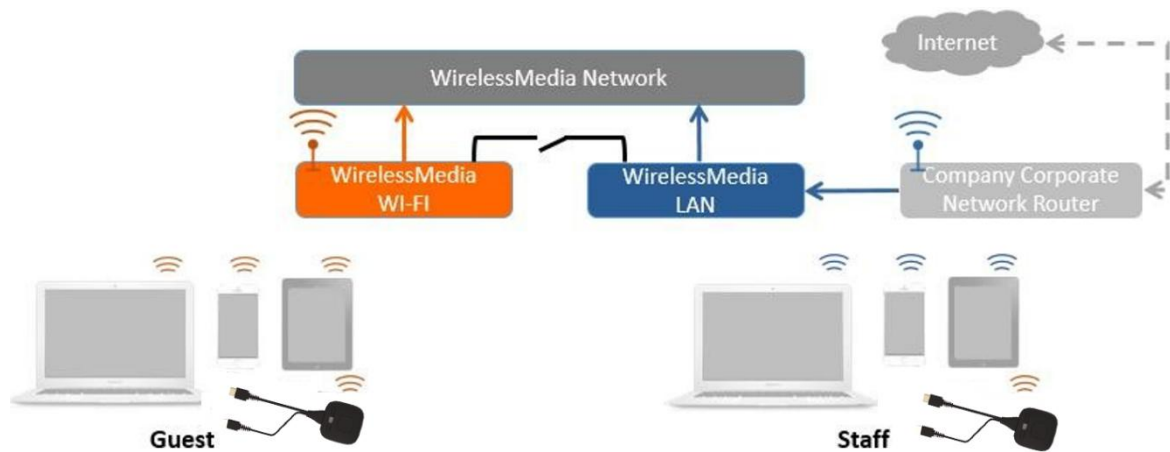 Internet
WirelessMedia Network
WirelessMedia
WI-FI
WirelessMedia
LAN
Company Corporate
Network Router
Guest
Staff